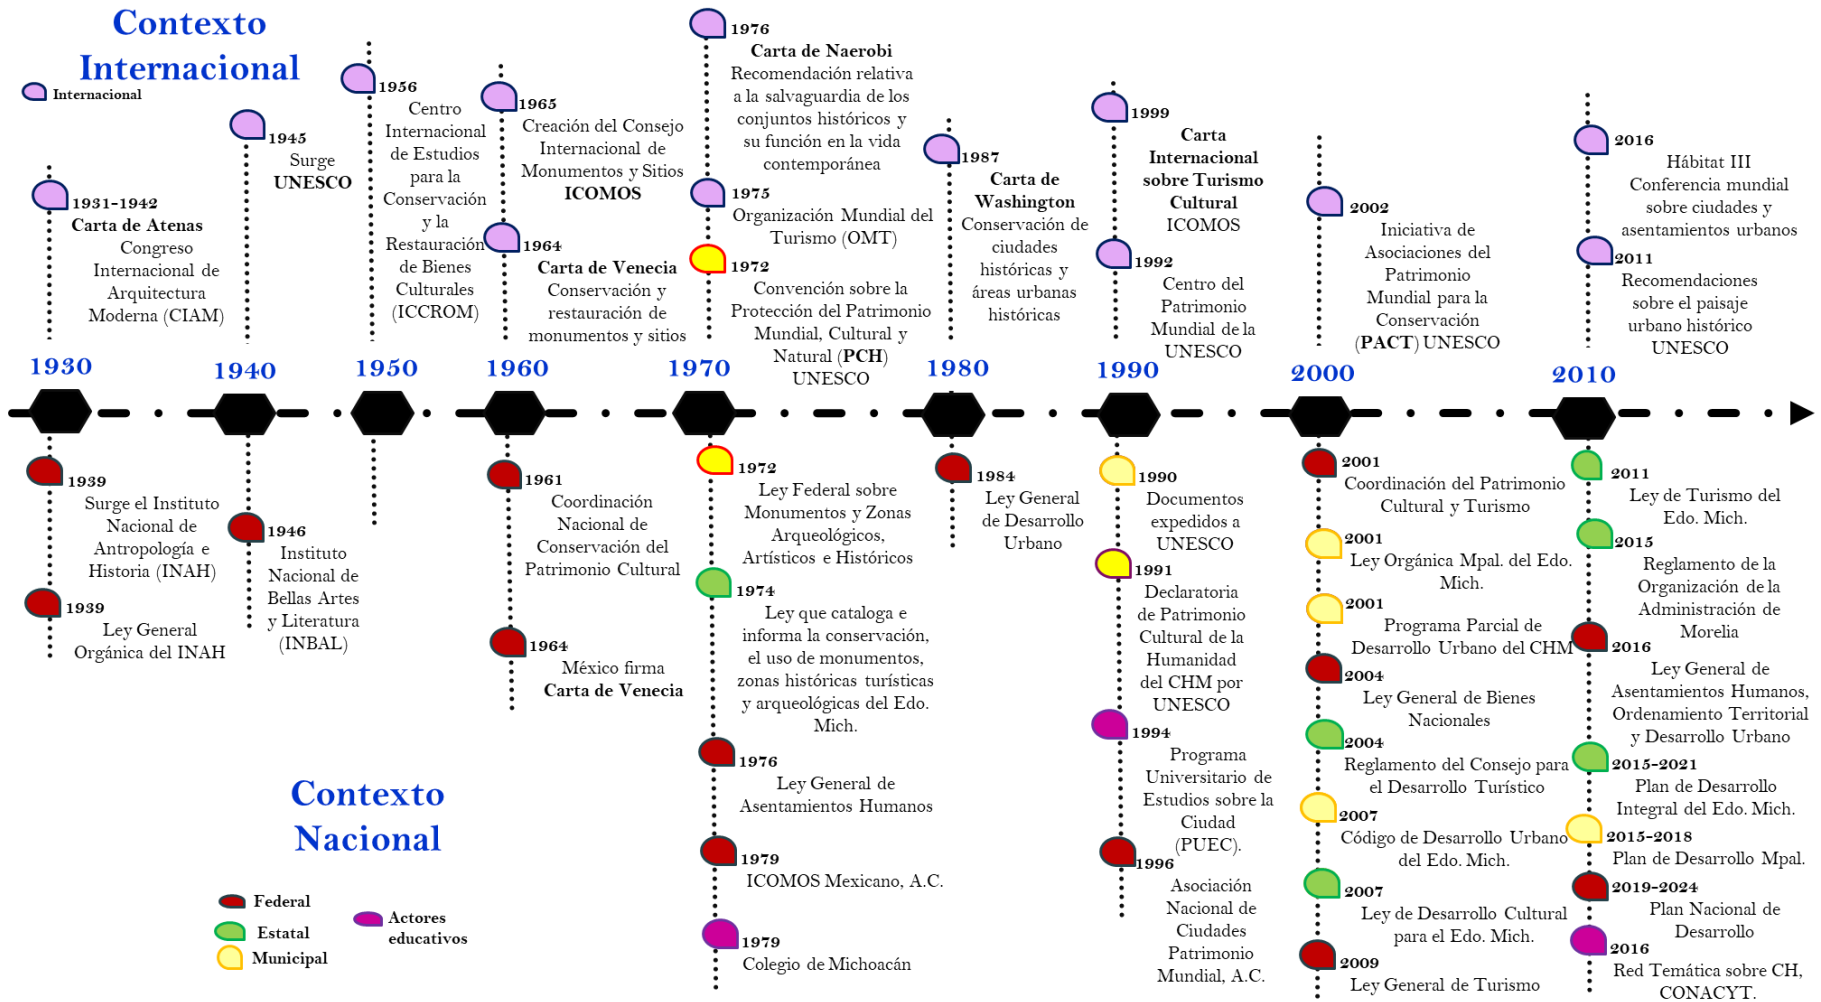 Contexto
Internacional
Internacional
1931-1942
Carta de Atenas
Congreso
Internacional de
Arquitectura
Moderna (CIAM)
1945
Surge
UNESCO
1956
Centro
Internacional
de Estudios
para la
Conservación
y la
Restauración
de Bienes
Culturales
(ICCROM)
1965
Creación del Consejo
Internacional de
Monumentos y Sitios
ICOMOS
1964
Carta de Venecia
Conservación y
restauración de
monumentos y sitios
1976
Carta de Naerobi
Recomendación relativa
a la salvaguardia de los
conjuntos históricos y
su función en la vida
contemporánea
1975
Organización Mundial del
Turismo (OMT)
1972
Convención sobre la
Protección del Patrimonio
Mundial, Cultural y
Natural (PCH)
UNESCO
1987
Carta de
Washington
Conservación de
ciudades
históricas y
áreas urbanas
históricas
1999
Carta
Internacional
sobre Turismo
Cultural
ICOMOS
1992
Centro del
Patrimonio
Mundial de la
UNESCO
2002
Iniciativa de
Asociaciones del
Patrimonio
Mundial para la
Conservación
(PACT) UNESCO
2016
Hábitat III
Conferencia mundial
sobre ciudades y
asentamientos urbanos
2011
Recomendaciones
sobre el paisaje
urbano histórico
UNESCO
1930
1940
1950
1960
1970
1980
1990
2000
2010
1939
Surge el Instituto
Nacional de
Antropología e
Historia (INAH)
1939
Ley General
Orgánica del INAH
1946
Instituto
Nacional de
Bellas Artes
y Literatura
(INBAL)
1961
Coordinación
Nacional de
Conservación del
Patrimonio Cultural
1964
México firma
Carta de Venecia
1972
Ley Federal sobre
Monumentos y Zonas
Arqueológicos,
Artísticos e Históricos
1974
Ley que cataloga e
informa la conservación,
el uso de monumentos,
zonas históricas turísticas
y arqueológicas del Edo.
Mich.
1976
Ley General de
Asentamientos Humanos
1979
ICOMOS Mexicano, A.C.
1979
Colegio de Michoacán
1984
Ley General
de Desarrollo
Urbano
1990
Documentos
expedidos a
UNESCO
1991
Declaratoria
de Patrimonio
Cultural de la
Humanidad
del CHM por
UNESCO
1994
Programa
Universitario de
Estudios sobre la
Ciudad
(PUEC).
1996
Asociación
Nacional de
Ciudades
Patrimonio
Mundial, A.C.
2001
Coordinación del Patrimonio
Cultural y Turismo
2001
Ley Orgánica Mpal. del Edo.
Mich.
2001
Programa Parcial de
Desarrollo Urbano del CHM
2004
Ley General de Bienes
Nacionales
2004
Reglamento del Consejo para
el Desarrollo Turístico
2007
Código de Desarrollo Urbano
del Edo. Mich.
2007
Ley de Desarrollo Cultural
para el Edo. Mich.
2009
Ley General de Turismo
2011
Ley de Turismo del
Edo. Mich.
2015
Reglamento de la
Organización de la
Administración de
Morelia
2016
Ley General de
Asentamientos Humanos,
Ordenamiento Territorial
y Desarrollo Urbano
2015-2021
Plan de Desarrollo
Integral del Edo. Mich.
2015-2018
Plan de Desarrollo Mpal.
2019-2024
Plan Nacional de
Desarrollo
2016
Red Temática sobre CH,
CONACYT.
Contexto
Nacional
Federal
Estatal
Municipal
Actores
educativos